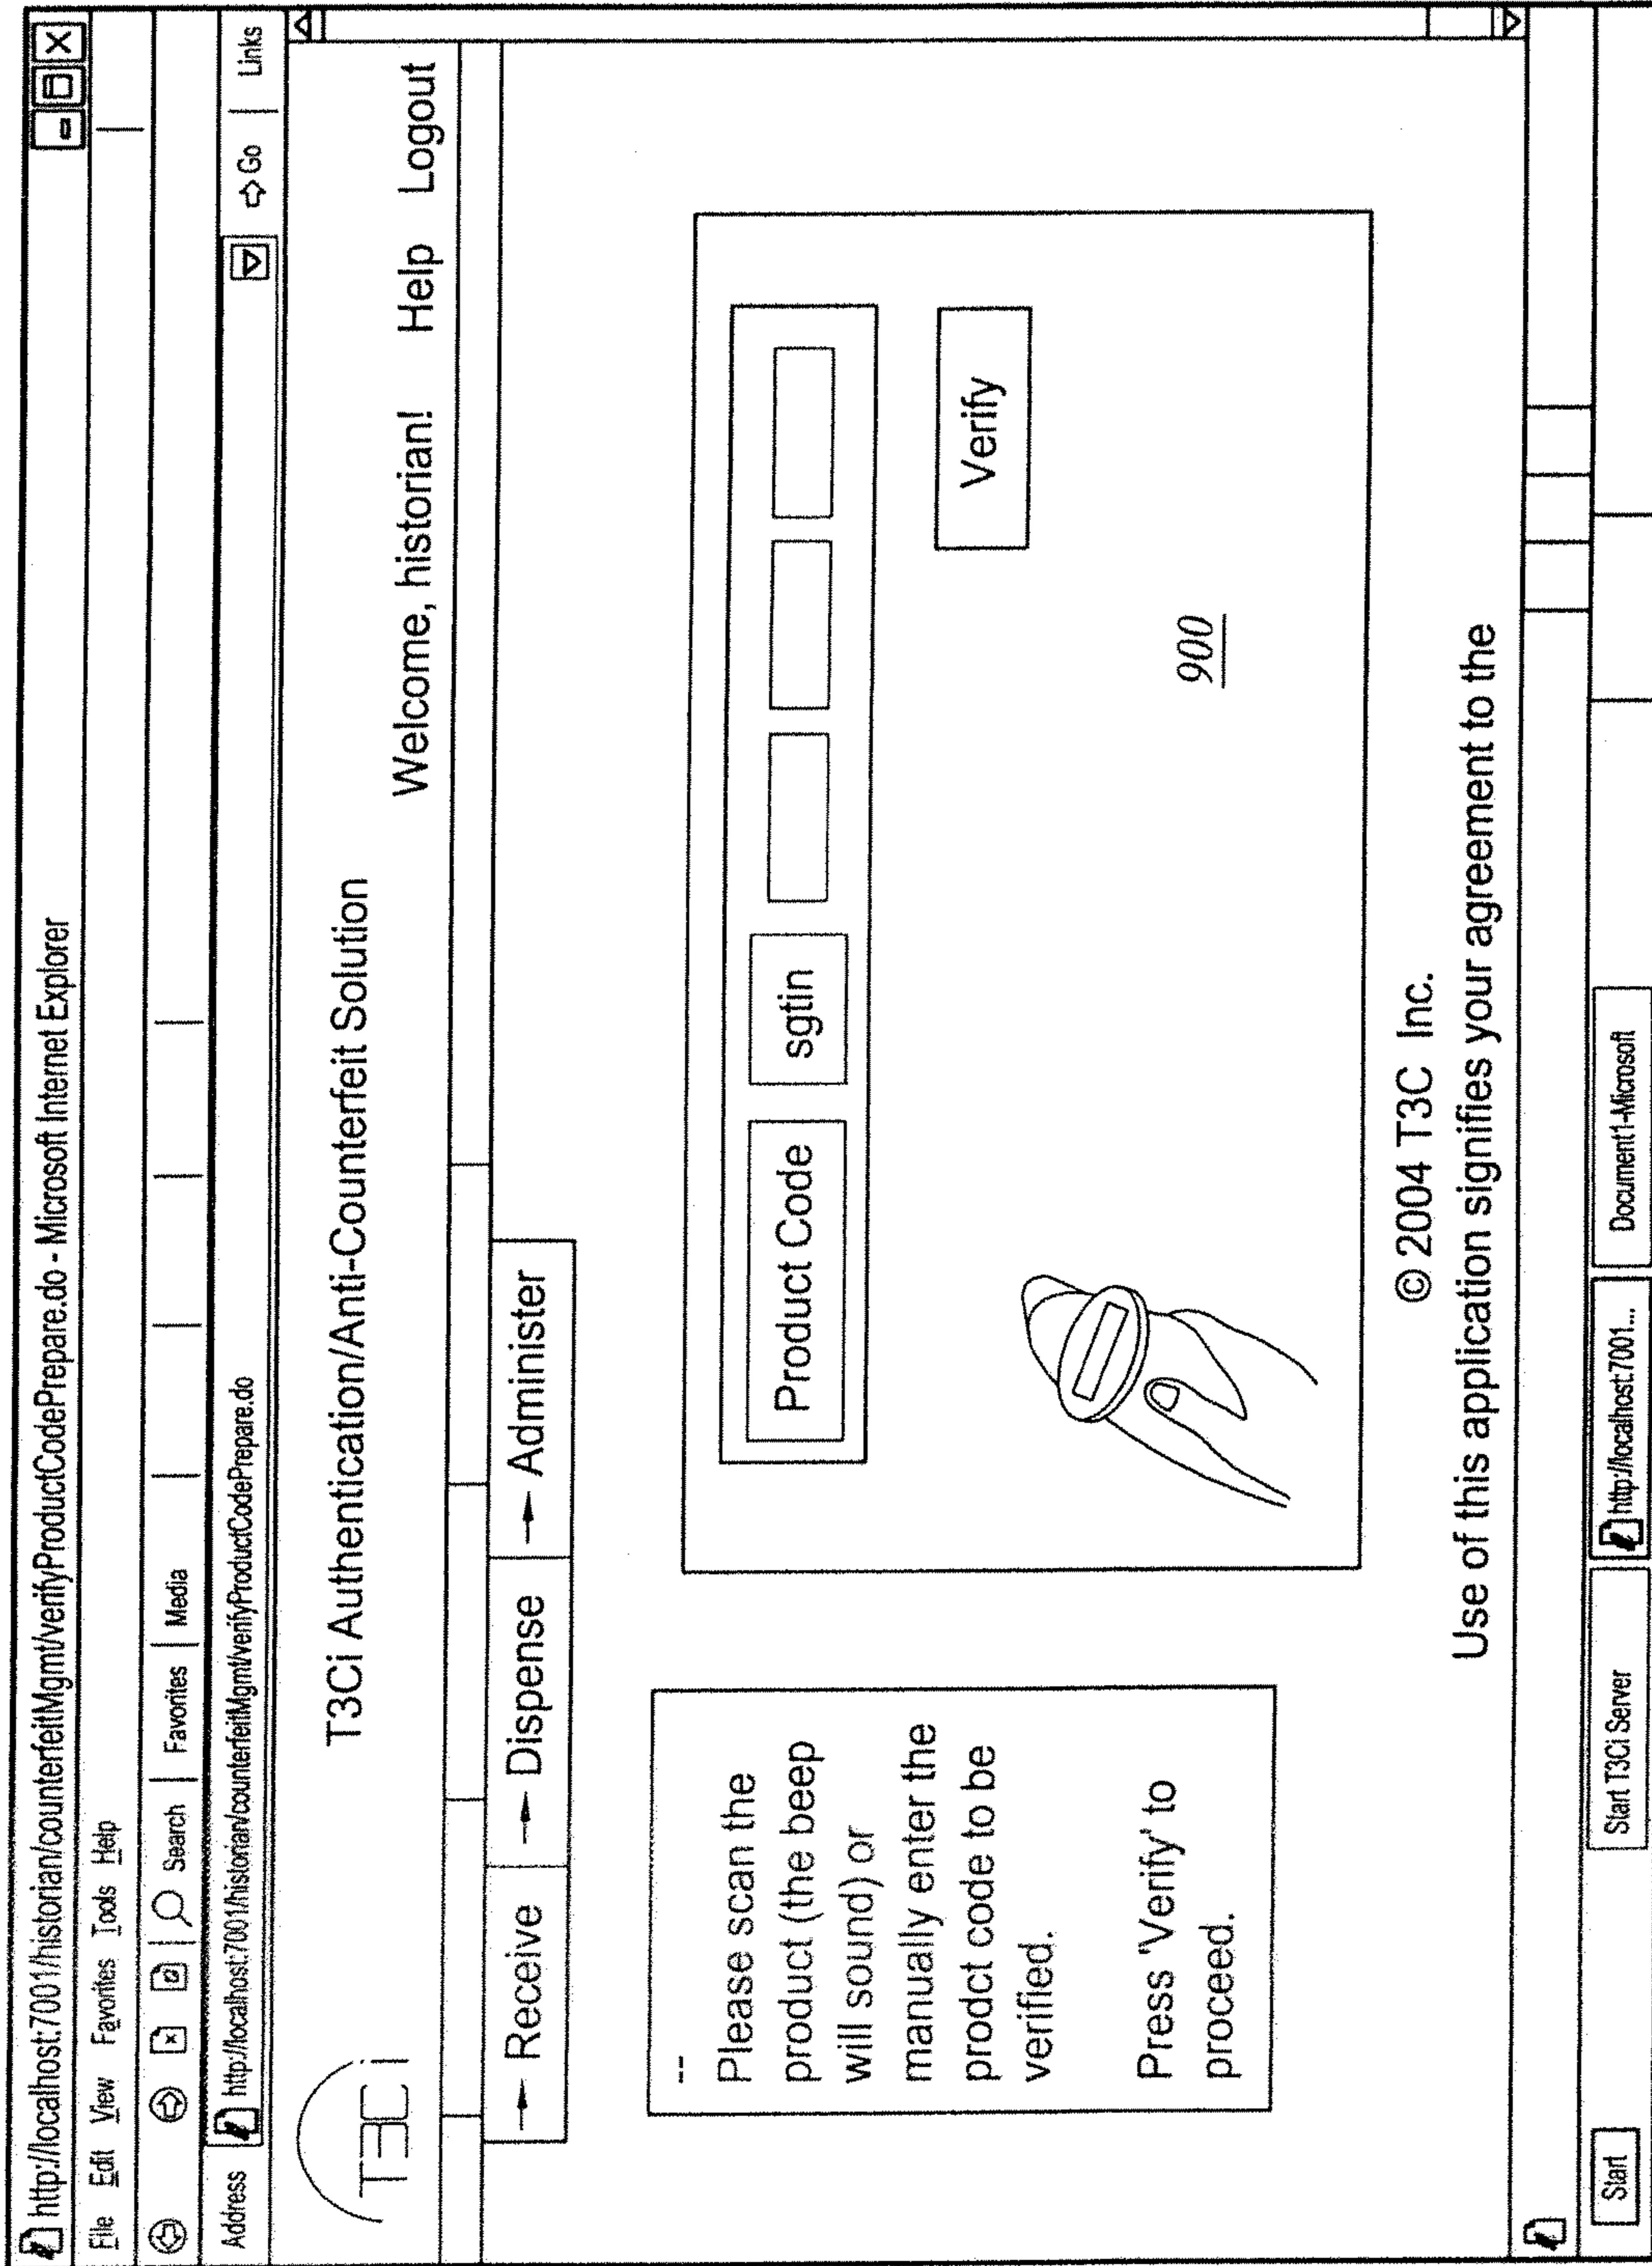 http://localhost:7001/historian/counterfeitMgmt/verifyProductCodePrepare.do - Microsoft Internet Explorer
File Edit View Favorites Tools Help
Search Favorites Media
Address http://localhost:7001/historian/counterfeitMgmt/verifyProductCodePrepare.do Go Links
T3Ci
T3Ci Authentication/Anti-Counterfeit Solution
Welcome, historian! Help Logout
Receive Dispense Administer
--
Please scan the
product (the beep
will sound) or
manually enter the
prodct code to be
verified.
Press 'Verify' to
proceed.
Product Code sgtin
Verify
900
© 2004 T3C Inc.
Use of this application signifies your agreement to the
Start Start T3Ci Server http://localhost:7001... Document1-Microsoft